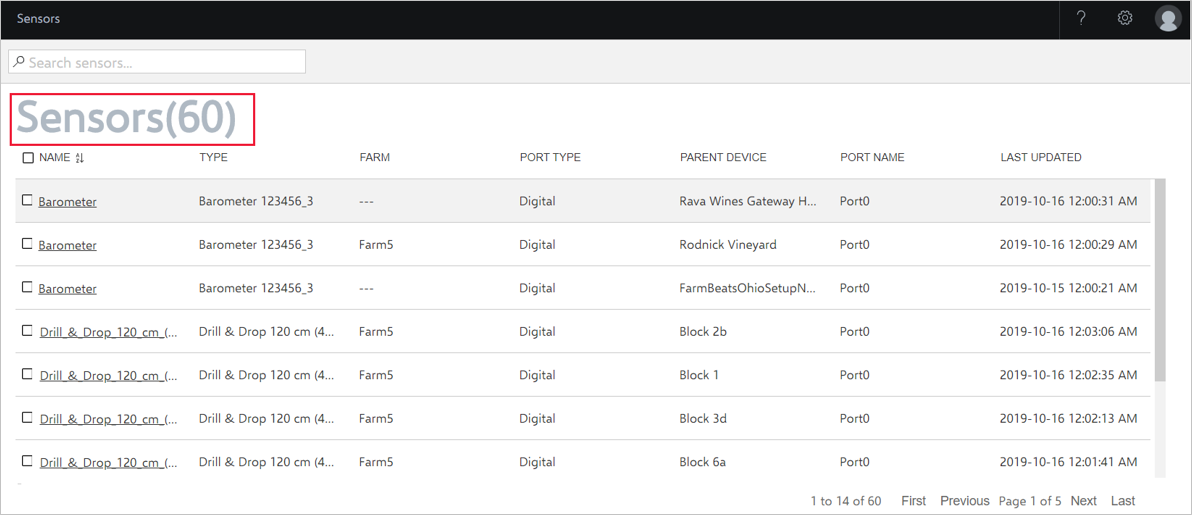 Sensors
?
Search sensors...
Sensors(60)
NAME TYPE FARM PORT TYPE PARENT DEVICE PORT NAME LAST UPDATED
Barometer Barometer 123456_3 --- Digital Rava Wines Gateway H... Port0 2019-10-16 12:00:31 AM
Barometer Barometer 123456_3 Farm5 Digital Rodnick Vineyard Port0 2019-10-16 12:00:29 AM
Barometer Barometer 123456_3 --- Digital FarmBeatsOhioSetupN... Port0 2019-10-15 12:00:21 AM
Drill_&_Drop_120_cm_(... Drill & Drop 120 cm (4... Farm5 Digital Block 2b Port0 2019-10-16 12:03:06 AM
Drill_&_Drop_120_cm_(... Drill & Drop 120 cm (4... Farm5 Digital Block 1 Port0 2019-10-16 12:02:35 AM
Drill_&_Drop_120_cm_(... Drill & Drop 120 cm (4... Farm5 Digital Block 3d Port0 2019-10-16 12:02:13 AM
Drill_&_Drop_120_cm_(... Drill & Drop 120 cm (4... Farm5 Digital Block 6a Port0 2019-10-16 12:01:41 AM
1 to 14 of 60 First Previous Page 1 of 5 Next Last